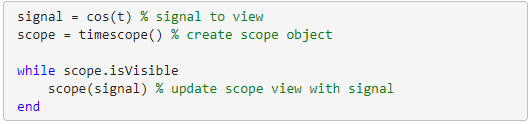 signal = cos(t) % signal to view
scope = timescope() % create scope object
while scope.isVisible
scope(signal) % update scope view with signal
end